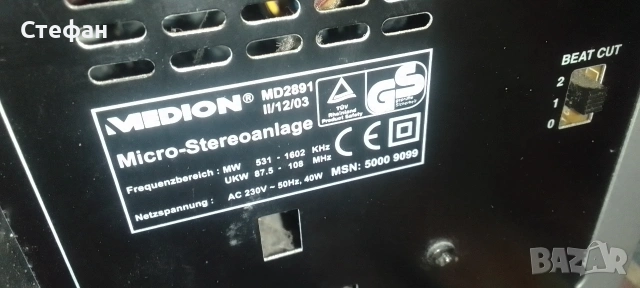 Стефан
MEDION® MD2891
II/12/03
Micro-Stereoanlage
Frequenzbereich : MW 531 - 1602 KHz
UKW 87.5 - 108 MHz
Netzspannung : AC 230V ~ 50Hz, 40W
MSN: 5000 9099
TÜV
Rheinland
Product Safety
GS
geprüfte
Sicherheit
CE
BEAT CUT
2
1
0
BAZAR